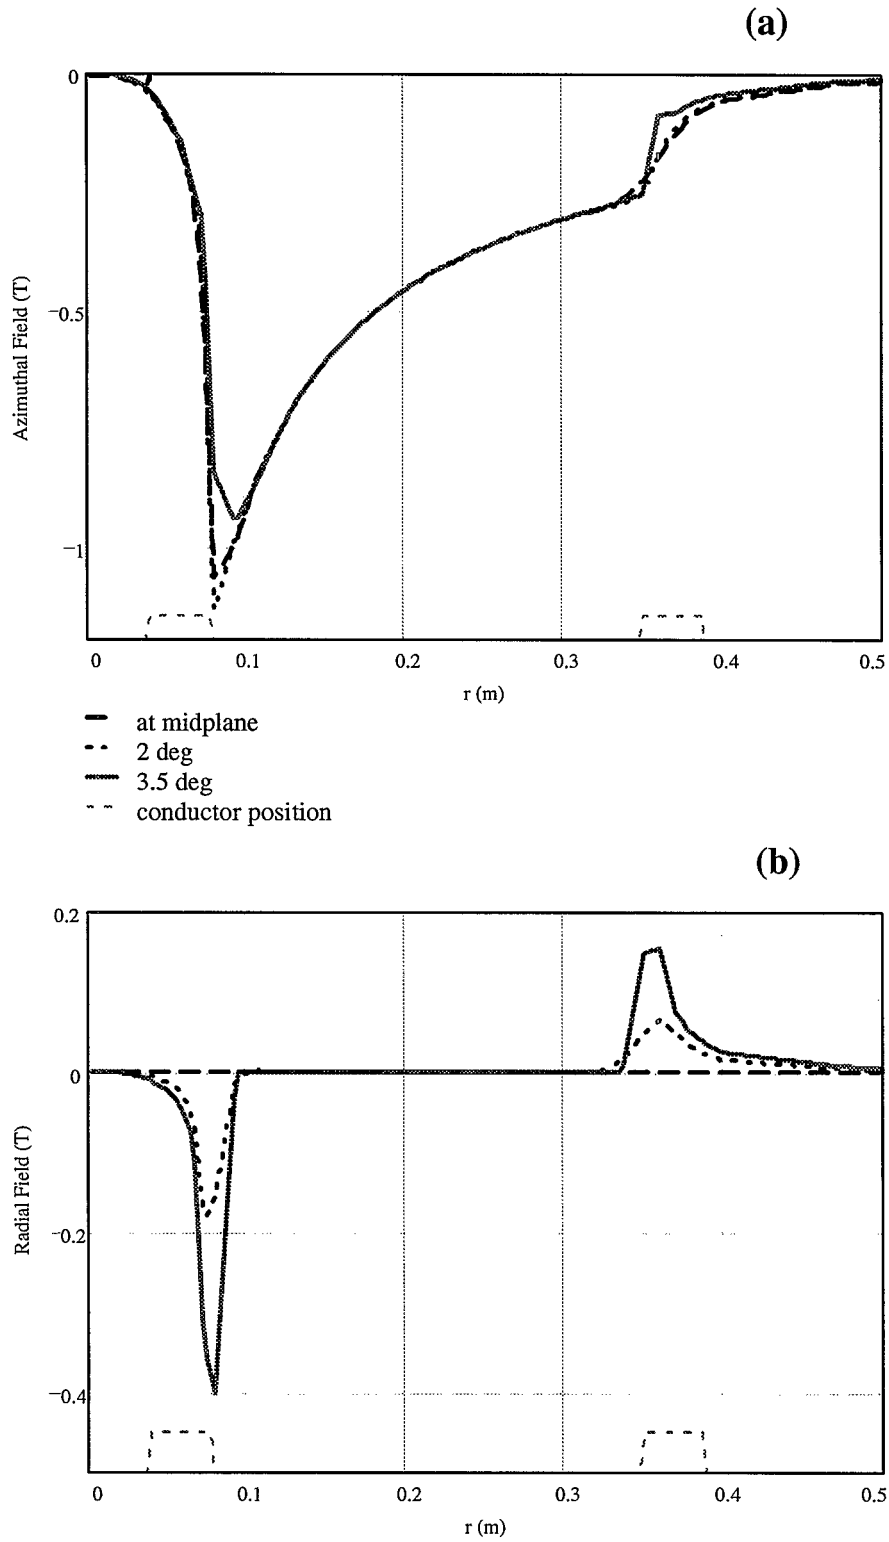 (a)
0
−0.5
−1
Azimuthal Field (T)
0 0.1 0.2 0.3 0.4 0.5
r (m)
at midplane
2 deg
3.5 deg
conductor position
(b)
0.2
0
−0.2
−0.4
Radial Field (T)
0 0.1 0.2 0.3 0.4 0.5
r (m)